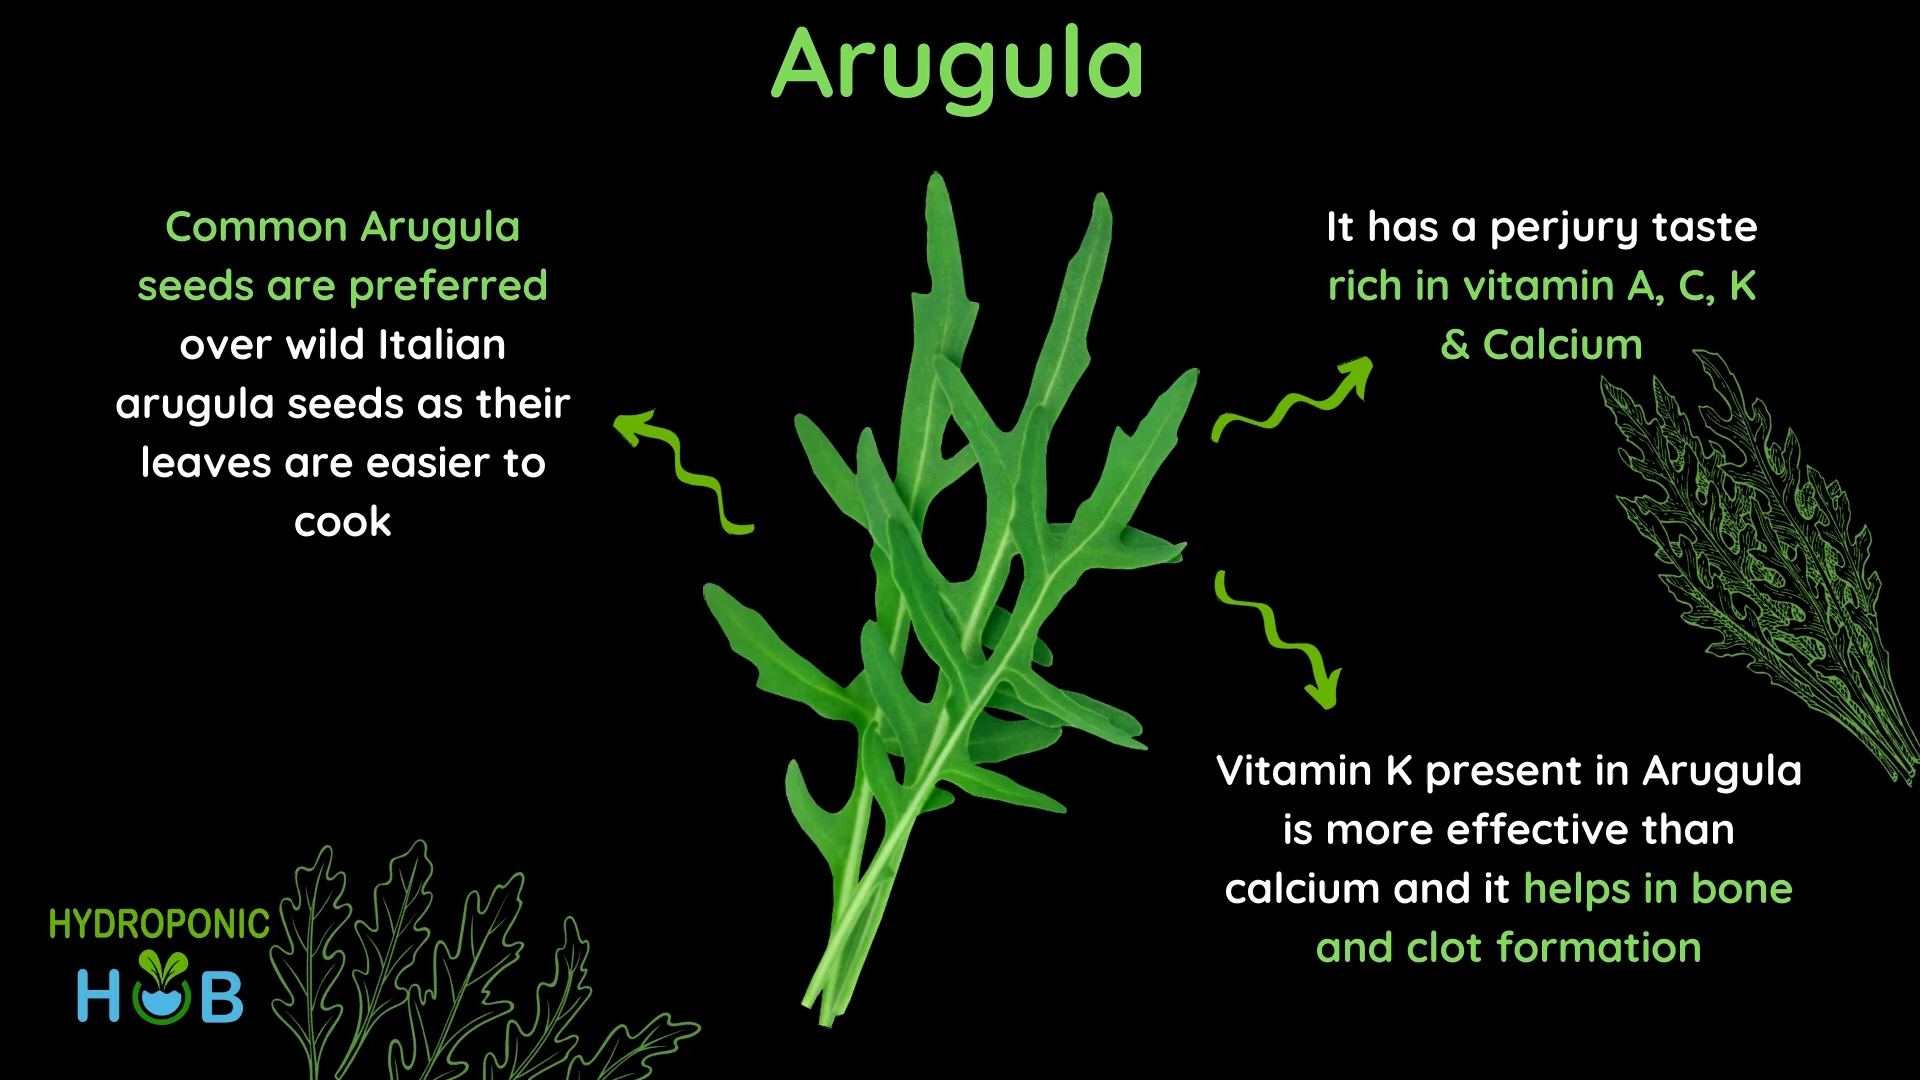 Arugula
Common Arugula
seeds are preferred
over wild Italian
arugula seeds as their
leaves are easier to
cook
It has a perjury taste
rich in vitamin A, C, K
& Calcium
Vitamin K present in Arugula
is more effective than
calcium and it helps in bone
and clot formation
HYDROPONIC
HUB